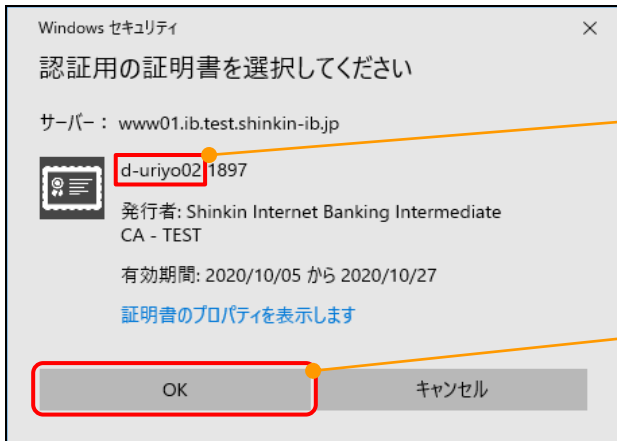 Windows セキュリティ
認証用の証明書を選択してください
サーバー： www01.ib.test.shinkin-ib.jp
d-uriyo02 1897
発行者: Shinkin Internet Banking Intermediate
CA - TEST
有効期間: 2020/10/05 から 2020/10/27
証明書のプロパティを表示します
OK キャンセル